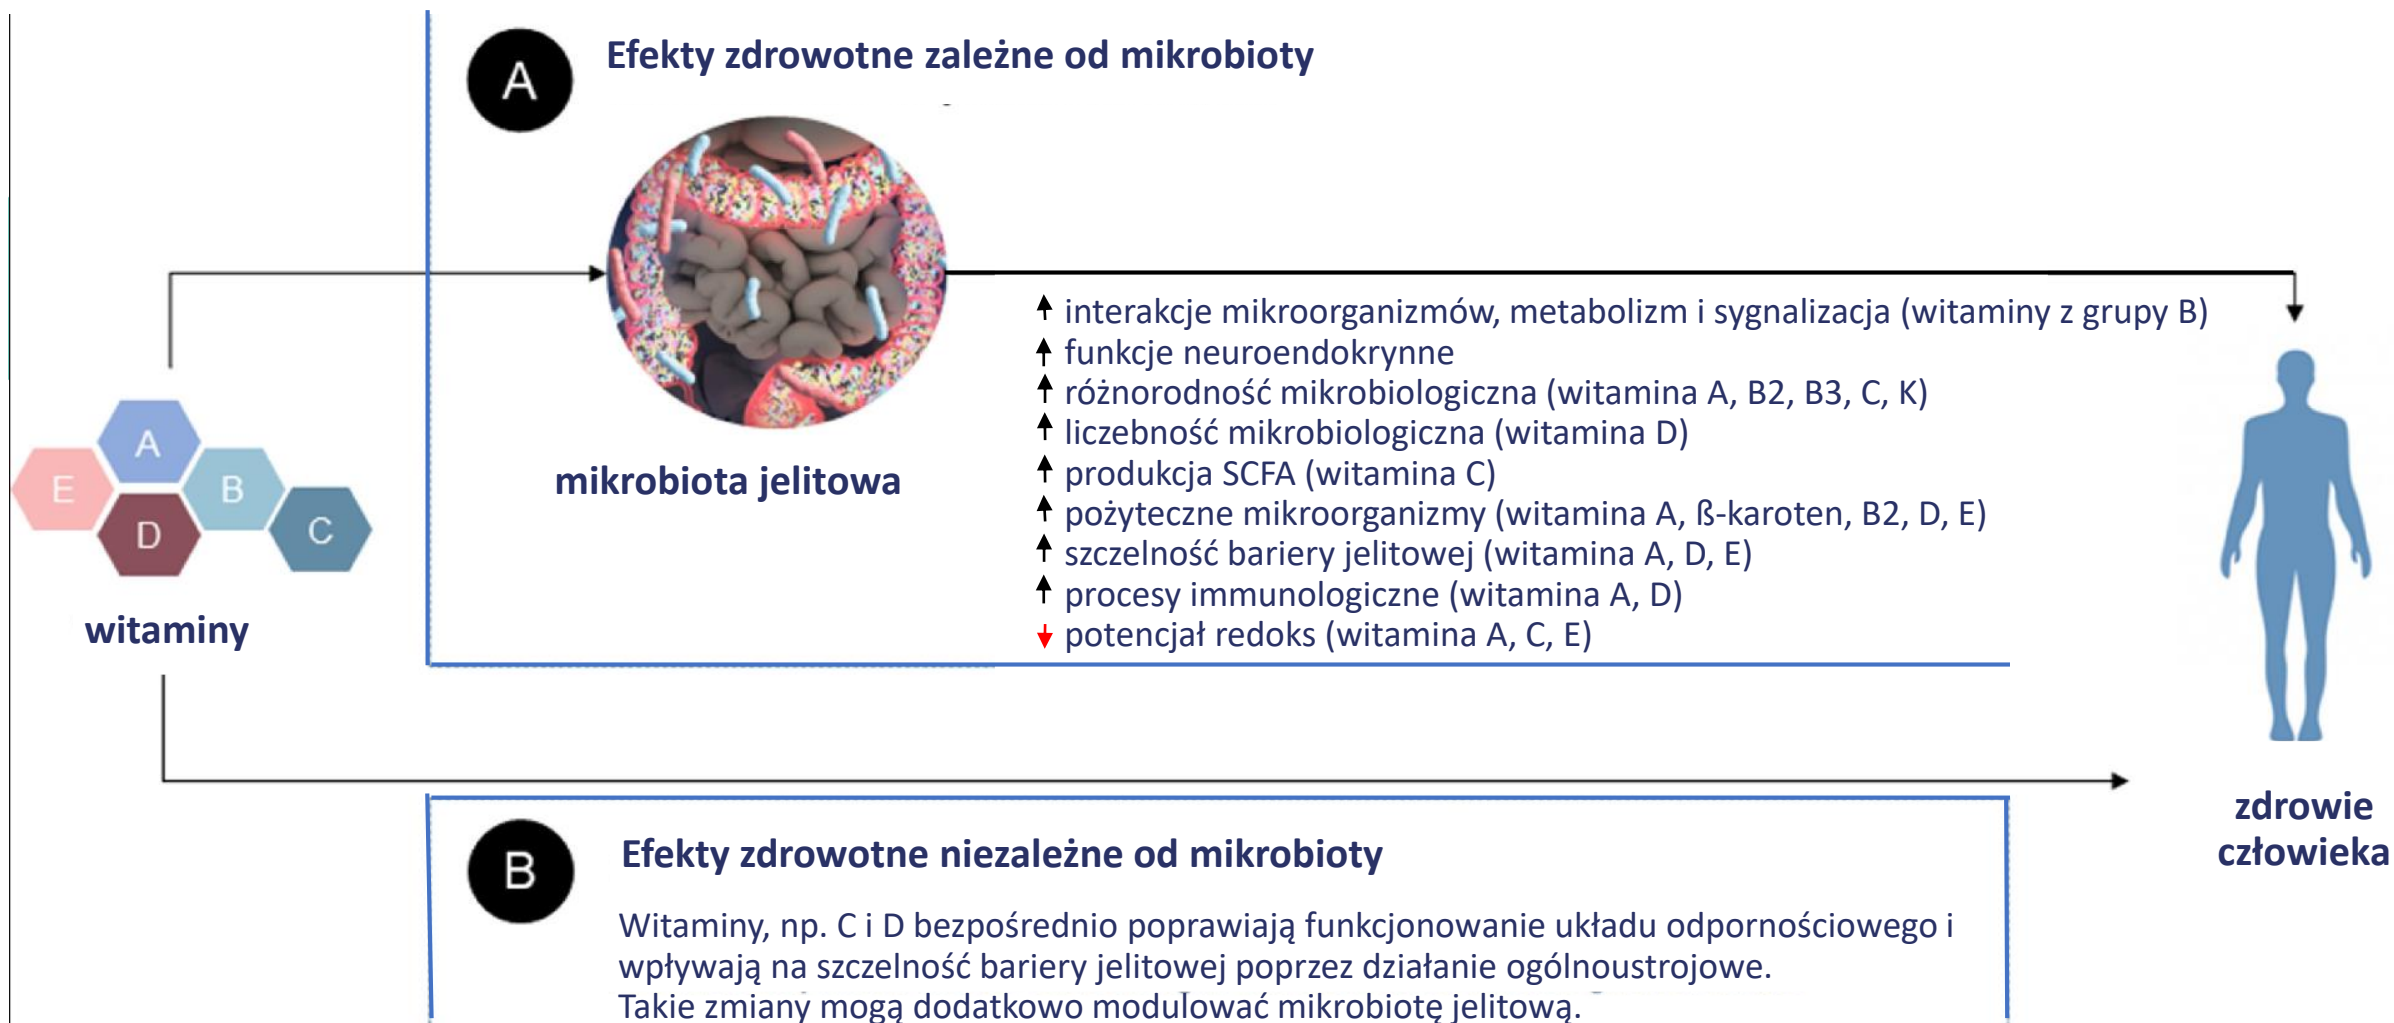 A
Efekty zdrowotne zależne od mikrobioty
interakcje mikroorganizmów, metabolizm i sygnalizacja (witaminy z grupy B)
funkcje neuroendokrynne
różnorodność mikrobiologiczna (witamina A, B2, B3, C, K)
liczebność mikrobiologiczna (witamina D)
produkcja SCFA (witamina C)
pożyteczne mikroorganizmy (witamina A, ß-karoten, B2, D, E)
szczelność bariery jelitowej (witamina A, D, E)
procesy immunologiczne (witamina A, D)
potencjał redoks (witamina A, C, E)
mikrobiota jelitowa
A
E
B
D
C
witaminy
zdrowie
człowieka
B
Efekty zdrowotne niezależne od mikrobioty
Witaminy, np. C i D bezpośrednio poprawiają funkcjonowanie układu odpornościowego i
wpływają na szczelność bariery jelitowej poprzez działanie ogólnoustrojowe.
Takie zmiany mogą dodatkowo modulować mikrobiotę jelitową.